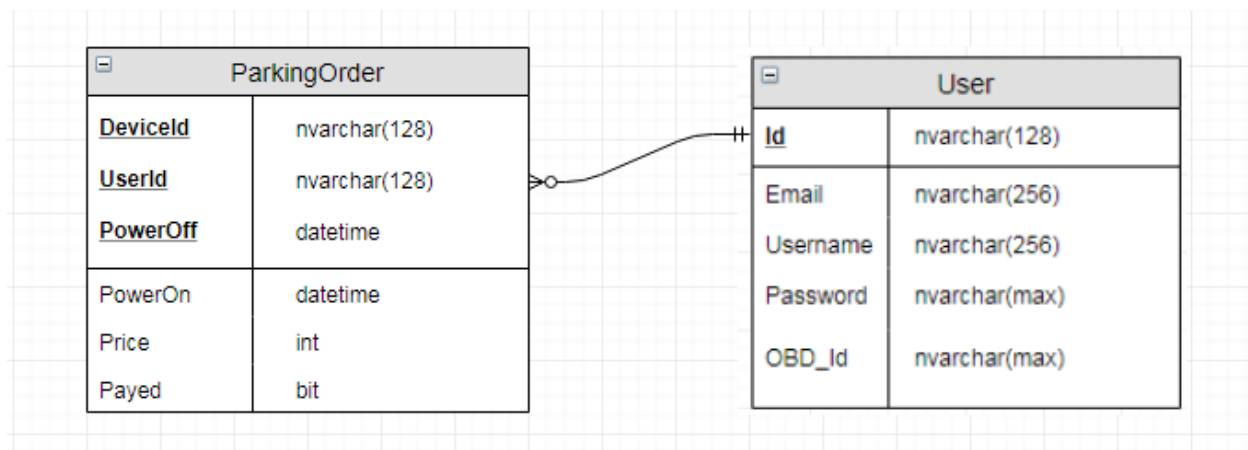 ParkingOrder
DeviceId nvarchar(128)
UserId nvarchar(128)
PowerOff datetime
PowerOn datetime
Price int
Payed bit
User
Id nvarchar(128)
Email nvarchar(256)
Username nvarchar(256)
Password nvarchar(max)
OBD_Id nvarchar(max)